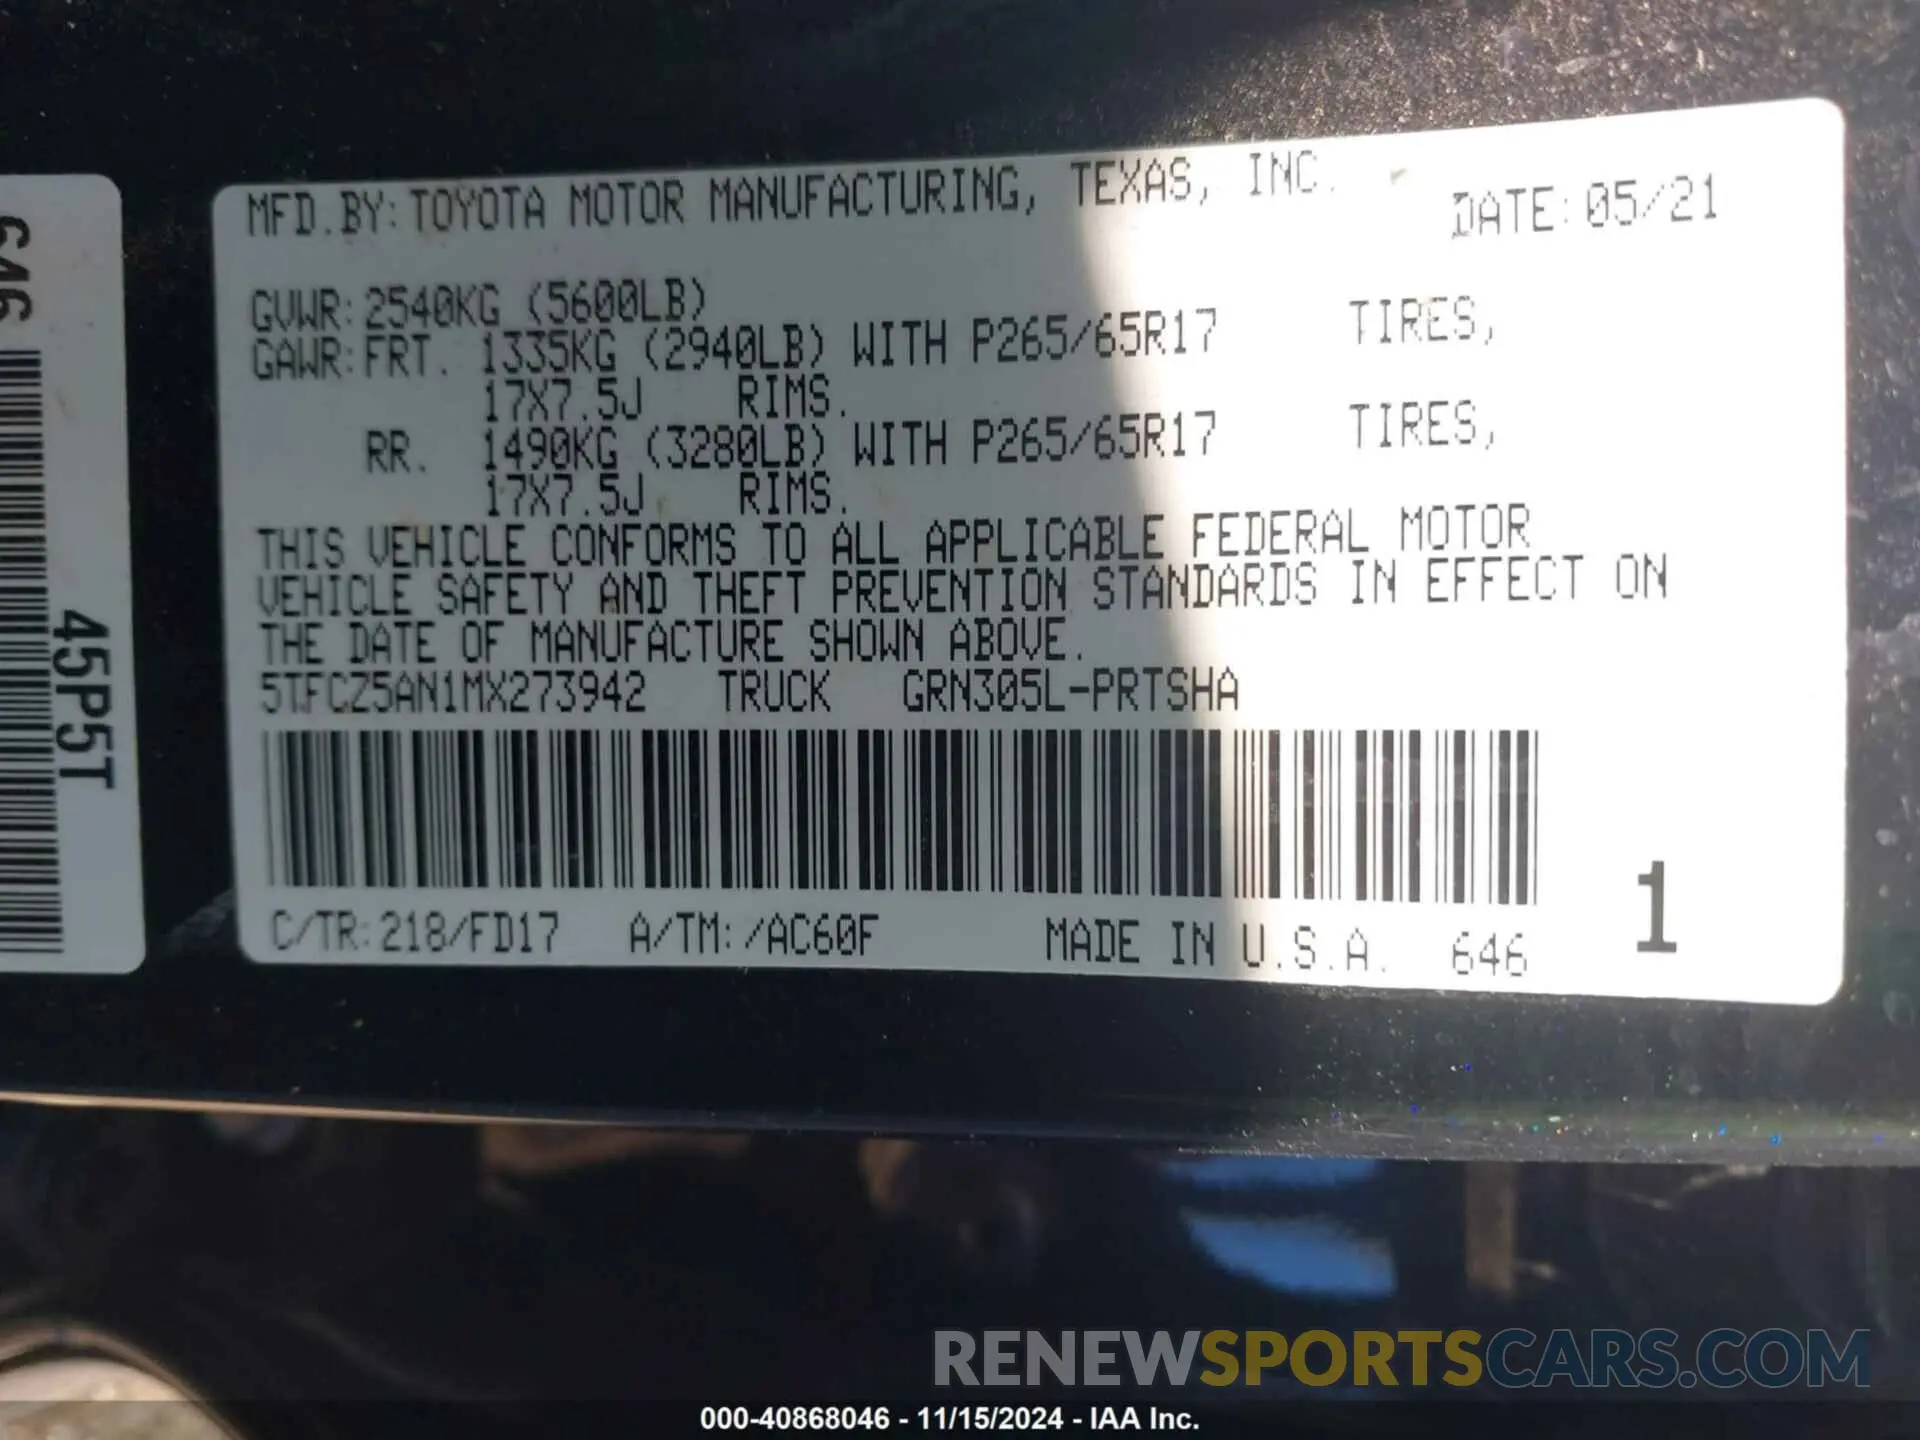 MFD.BY:TOYOTA MOTOR MANUFACTURING, TEXAS, INC. DATE:05/21
GVWR:2540KG (5600LB)
GAWR:FRT. 1335KG (2940LB) WITH P265/65R17 TIRES,
17X7.5J RIMS.
RR. 1490KG (3280LB) WITH P265/65R17 TIRES,
17X7.5J RIMS.
THIS VEHICLE CONFORMS TO ALL APPLICABLE FEDERAL MOTOR
VEHICLE SAFETY AND THEFT PREVENTION STANDARDS IN EFFECT ON
THE DATE OF MANUFACTURE SHOWN ABOVE.
5TFCZ5AN1MX273942 TRUCK GRN305L-PRTSHA
C/TR:218/FD17 A/TM:/AC60F MADE IN U.S.A. 646
1
646
45P5T
RENEWSPORTSCARS.COM
000-40868046 - 11/15/2024 - IAA Inc.